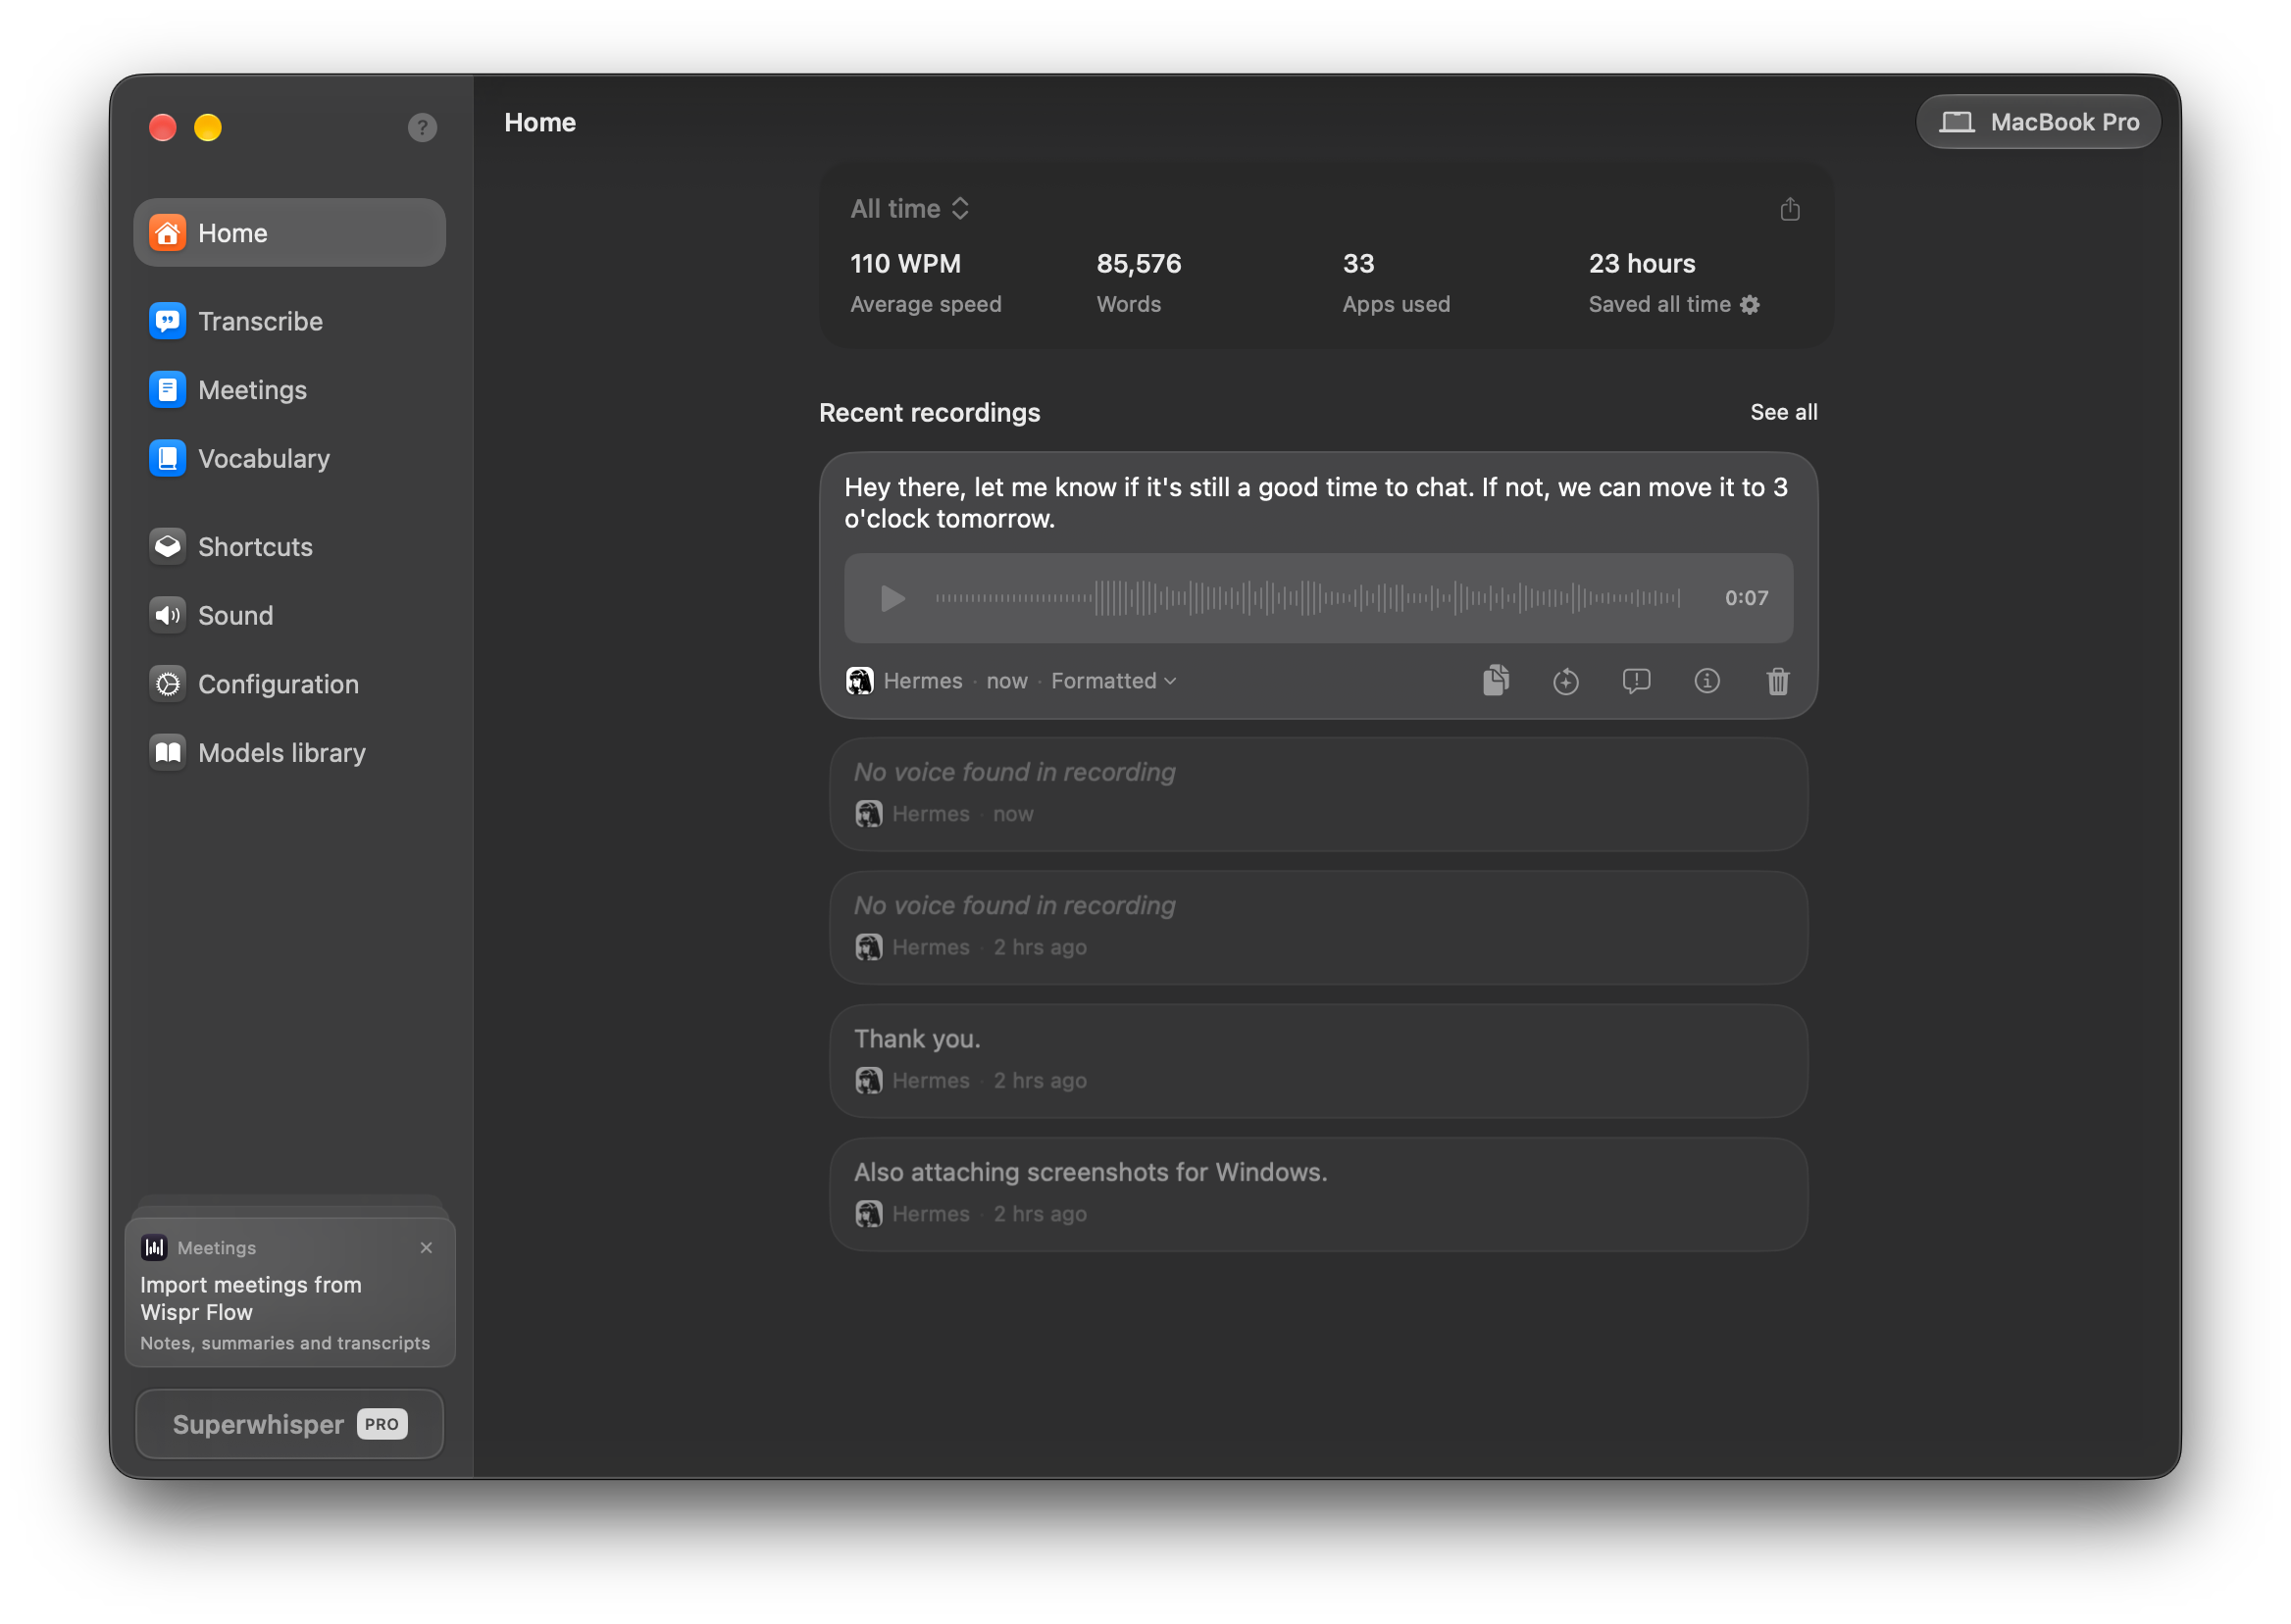 Home
MacBook Pro
Home
Transcribe
Meetings
Vocabulary
Shortcuts
Sound
Configuration
Models library
All time
110 WPM
Average speed
85,576
Words
33
Apps used
23 hours
Saved all time
Recent recordings
See all
Hey there, let me know if it's still a good time to chat. If not, we can move it to 3
o'clock tomorrow.
0:07
Hermes · now · Formatted
No voice found in recording
Hermes · now
No voice found in recording
Hermes · 2 hrs ago
Thank you.
Hermes · 2 hrs ago
Also attaching screenshots for Windows.
Hermes · 2 hrs ago
Meetings
Import meetings from
Wispr Flow
Notes, summaries and transcripts
Superwhisper PRO